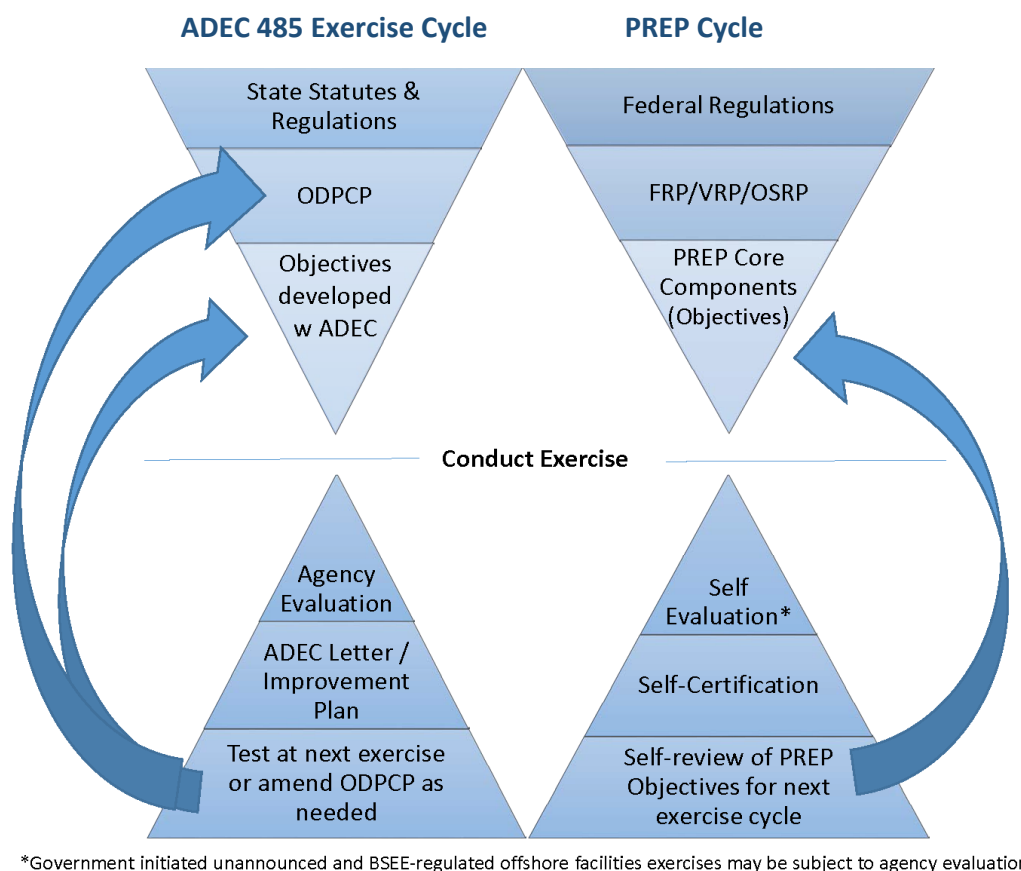 ADEC 485 Exercise Cycle
State Statutes &
Regulations
ODPCP
Objectives
developed
w ADEC
PREP Cycle
Federal Regulations
FRP/VRP/OSRP
PREP Core
Components
(Objectives)
Conduct Exercise
Agency
Evaluation
ADEC Letter /
Improvement
Plan
Test at next exercise
or amend ODPCP as
needed
Self
Evaluation*
Self-Certification
Self-review of PREP
Objectives for next
exercise cycle
*Government initiated unannounced and BSEE-regulated offshore facilities exercises may be subject to agency evaluation